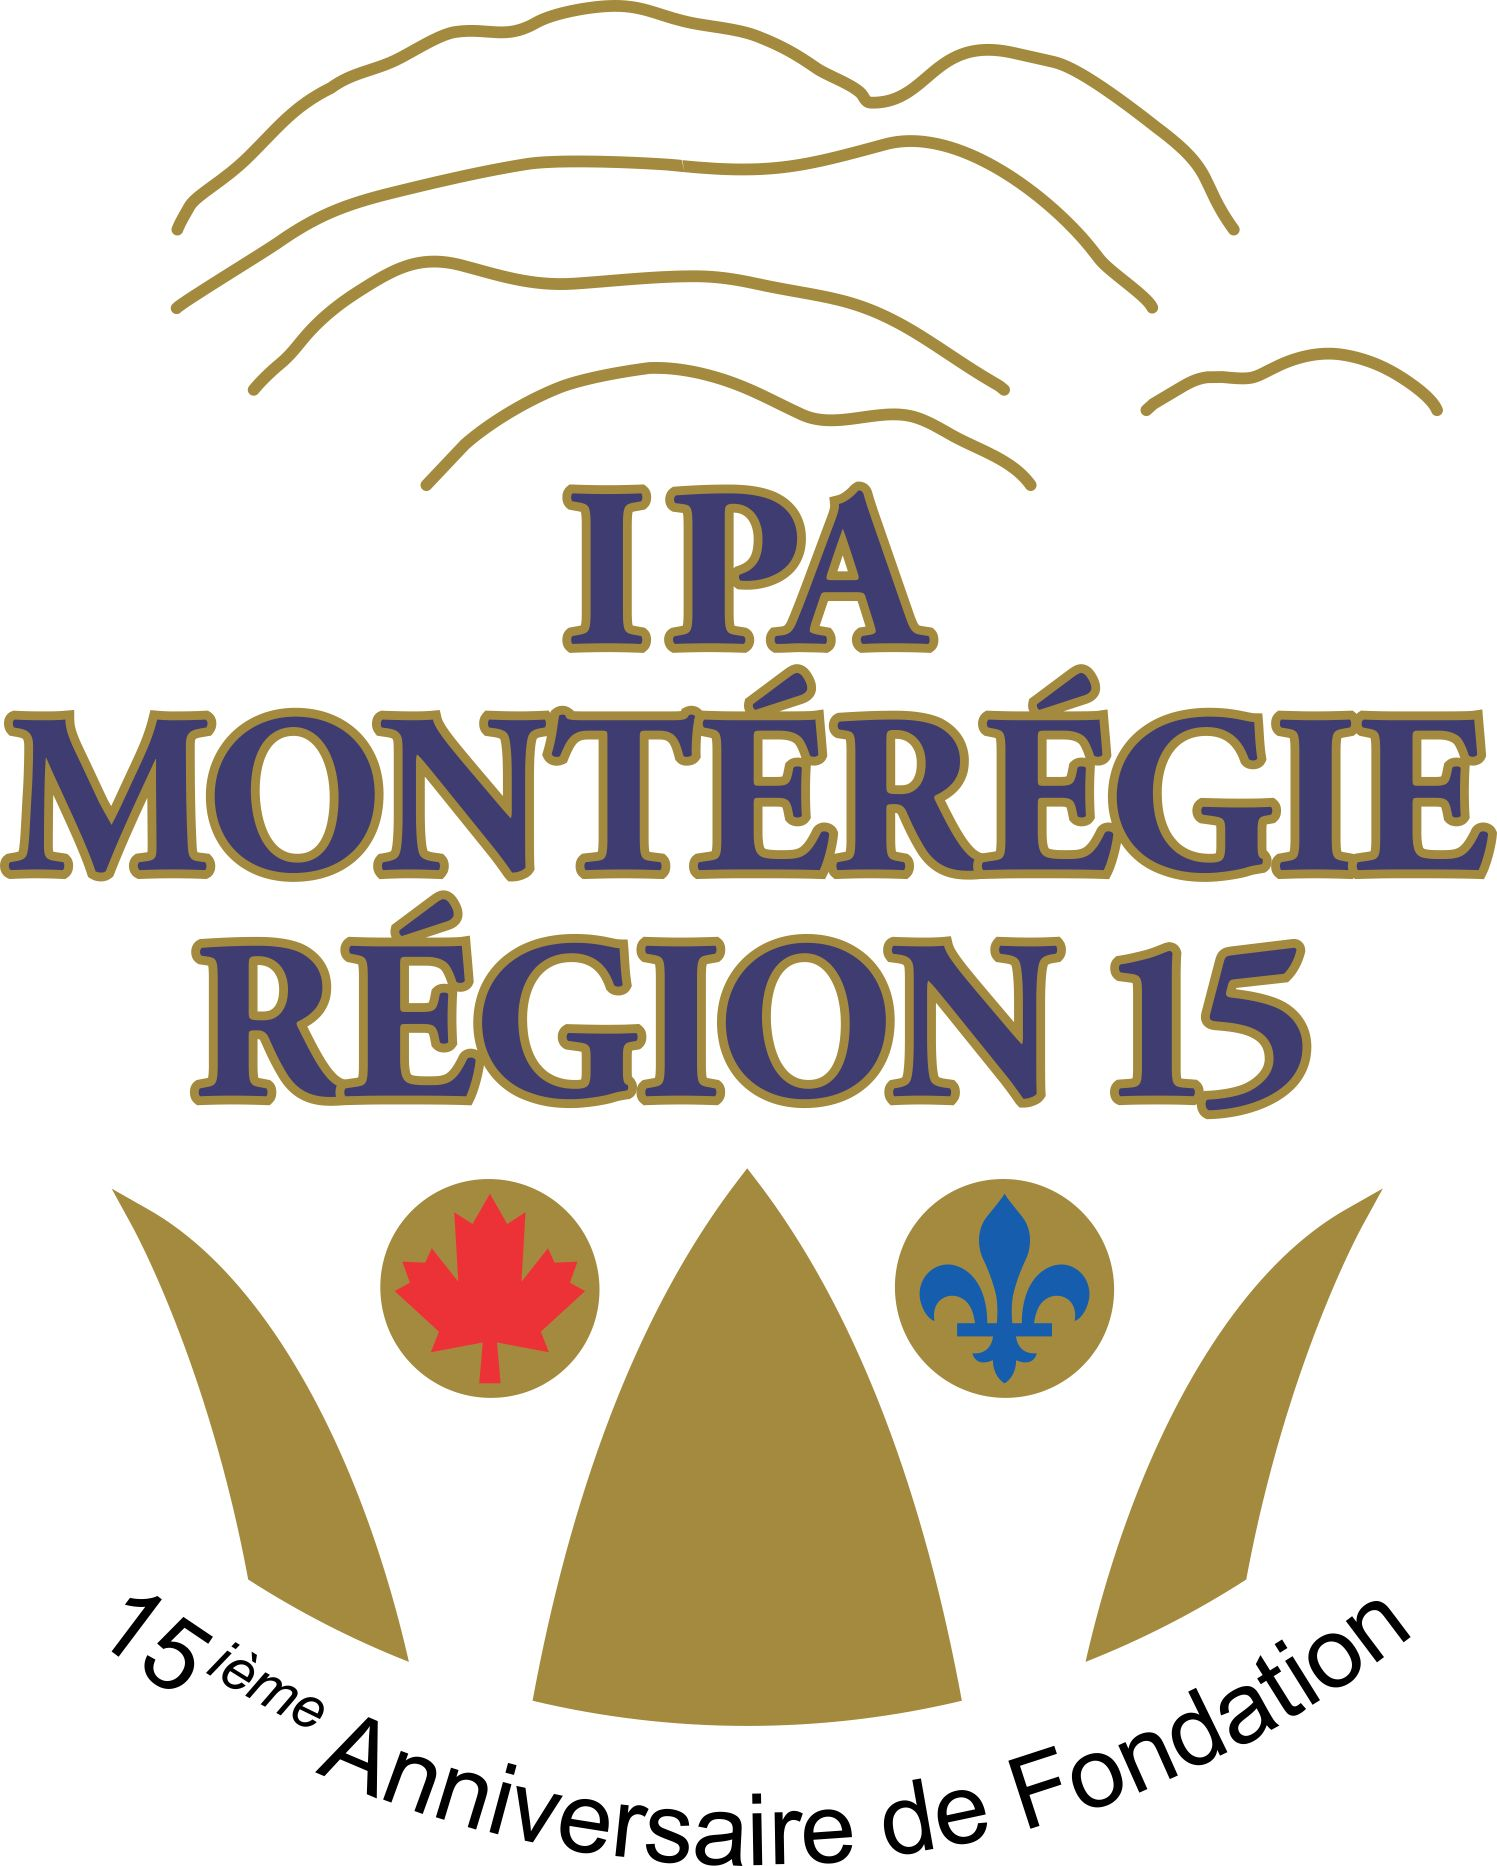 IPA
MONTÉRÉGIE
RÉGION 15
15ième Anniversaire de Fondation